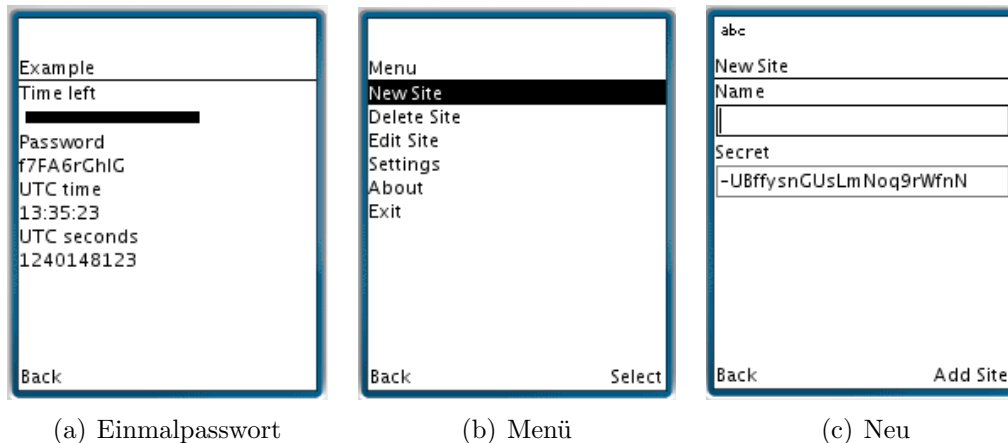 Example
Time left
Password
f7FA6rGhIG
UTC time
13:35:23
UTC seconds
1240148123
Back
(a) Einmalpasswort
Menu
New Site
Delete Site
Edit Site
Settings
About
Exit
Back Select
(b) Menü
abc
New Site
Name
Secret
-UBffysnGUsLmNoq9rWfnN
Back Add Site
(c) Neu